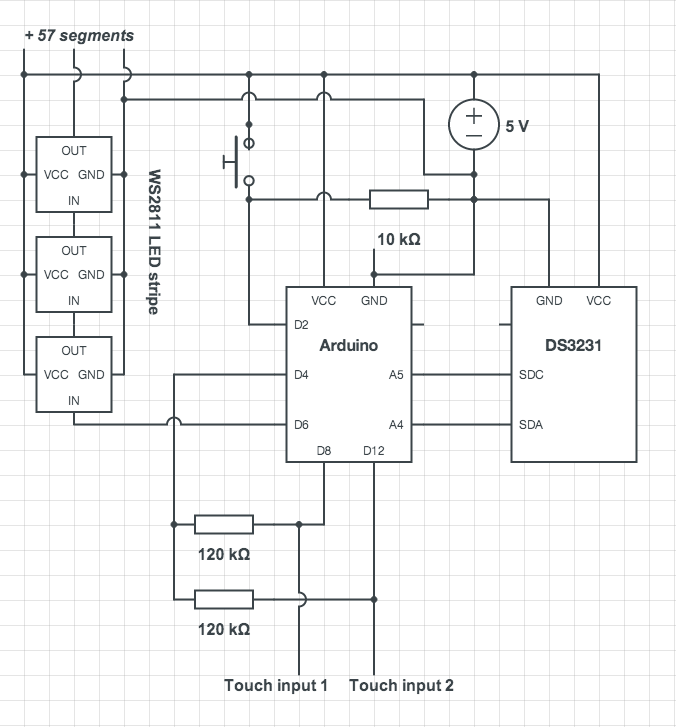 + 57 segments
OUT
VCC GND
IN
OUT
VCC GND
IN
OUT
VCC GND
IN
WS2811 LED stripe
+
−
5 V
10 kΩ
VCC GND
D2
Arduino
D4 A5
D6 A4
D8 D12
GND VCC
DS3231
SDC
SDA
120 kΩ
120 kΩ
Touch input 1 Touch input 2